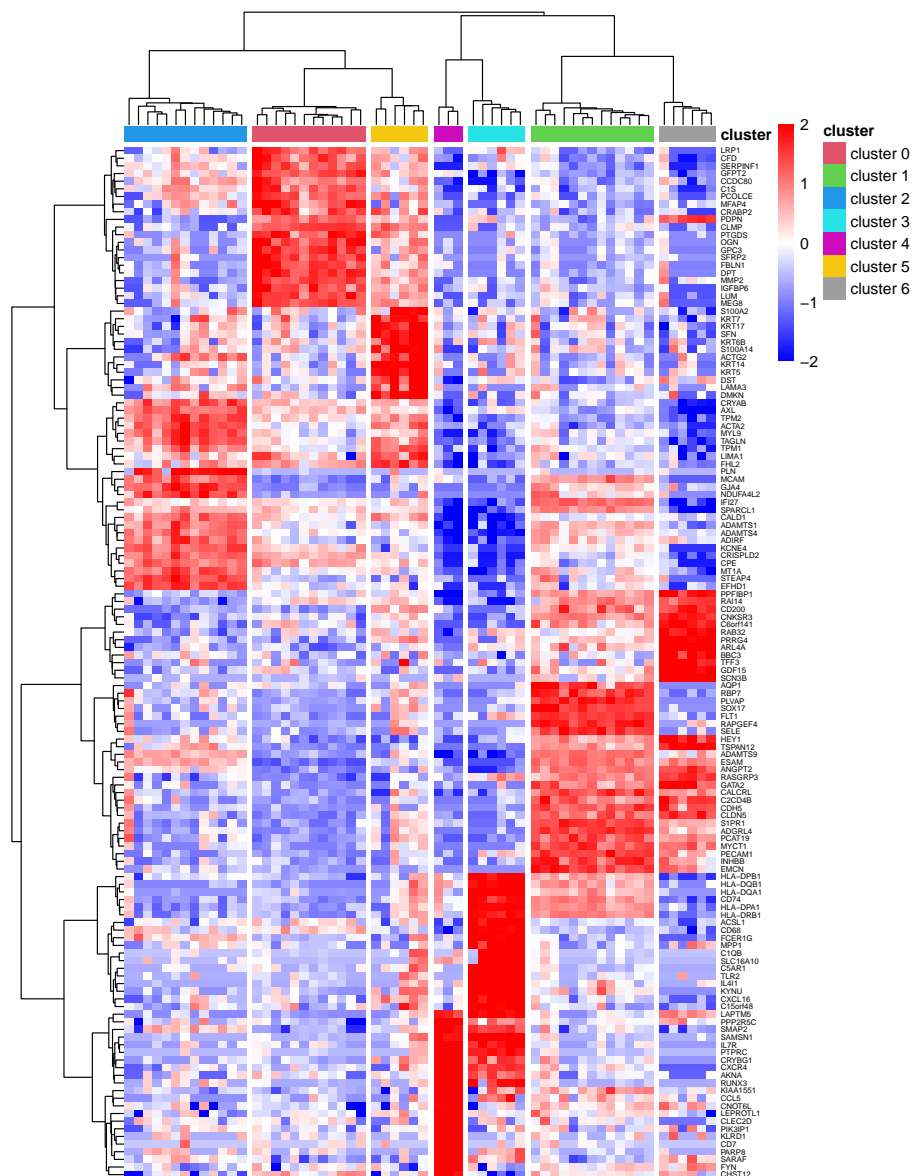 cluster
2
1
0
−1
−2
cluster
cluster 0
cluster 1
cluster 2
cluster 3
cluster 4
cluster 5
cluster 6
LRP1
CFD
SERPINF1
GFPT2
CCDC80
C1S
PCOLCE
MFAP4
CRABP2
PDPN
CLMP
PTGDS
OGN
GPC3
SFRP2
FBLN1
DPT
MMP2
IGFBP6
LUM
MEG8
S100A2
KRT7
KRT17
SFN
KRT6B
S100A14
ACTG2
KRT14
KRT5
DST
LAMA3
DMKN
CRYAB
AXL
TPM2
ACTA2
MYL9
TAGLN
TPM1
LIMA1
FHL2
PLN
MCAM
GJA4
NDUFA4L2
IFI27
SPARCL1
CALD1
ADAMTS1
ADAMTS4
ADIRF
KCNE4
CRISPLD2
CPE
MT1A
STEAP4
EFHD1
PPFIBP1
RAI14
CD200
CNKSR3
C6orf141
RAB32
PRRG4
ARL4A
BBC3
TFF3
GDF15
SCN3B
AQP1
RBP7
PLVAP
SOX17
FLT1
RAPGEF4
SELE
HEY1
TSPAN12
ADAMTS9
ESAM
ANGPT2
RASGRP3
GATA2
CALCRL
C2CD4B
CDH5
CLDN5
S1PR1
ADGRL4
PCAT19
MYCT1
PECAM1
INHBB
EMCN
HLA−DPB1
HLA−DQB1
HLA−DQA1
CD74
HLA−DPA1
HLA−DRB1
ACSL1
CD68
FCER1G
MPP1
C1QB
SLC16A10
C5AR1
TLR2
IL4I1
KYNU
CXCL16
C15orf48
LAPTM5
PPP2R5C
SMAP2
SAMSN1
IL7R
PTPRC
CRYBG1
CXCR4
AKNA
RUNX3
KIAA1551
CCL5
CNOT6L
LEPROTL1
CLEC2D
PIK3IP1
KLRD1
CD7
PARP8
SARAF
FYN
CHST12